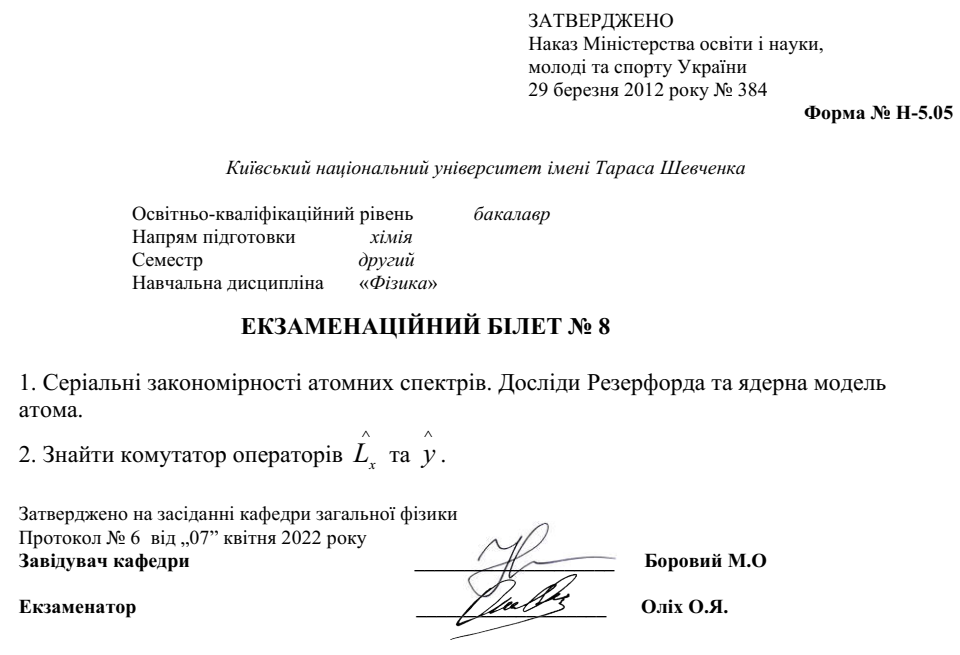 ЗАТВЕРДЖЕНО
Наказ Міністерства освіти і науки,
молоді та спорту України
29 березня 2012 року № 384
Форма № Н-5.05
Київський національний університет імені Тараса Шевченка
Освітньо-кваліфікаційний рівень бакалавр
Напрям підготовки хімія
Семестр другий
Навчальна дисципліна «Фізика»
ЕКЗАМЕНАЦІЙНИЙ БІЛЕТ № 8
1. Серіальні закономірності атомних спектрів. Досліди Резерфорда та ядерна модель
атома.
2. Знайти комутатор операторів L̂ₓ та ŷ.
Затверджено на засіданні кафедри загальної фізики
Протокол № 6 від „07” квітня 2022 року
Завідувач кафедри ____________________ Боровий М.О
Екзаменатор ____________________ Оліх О.Я.